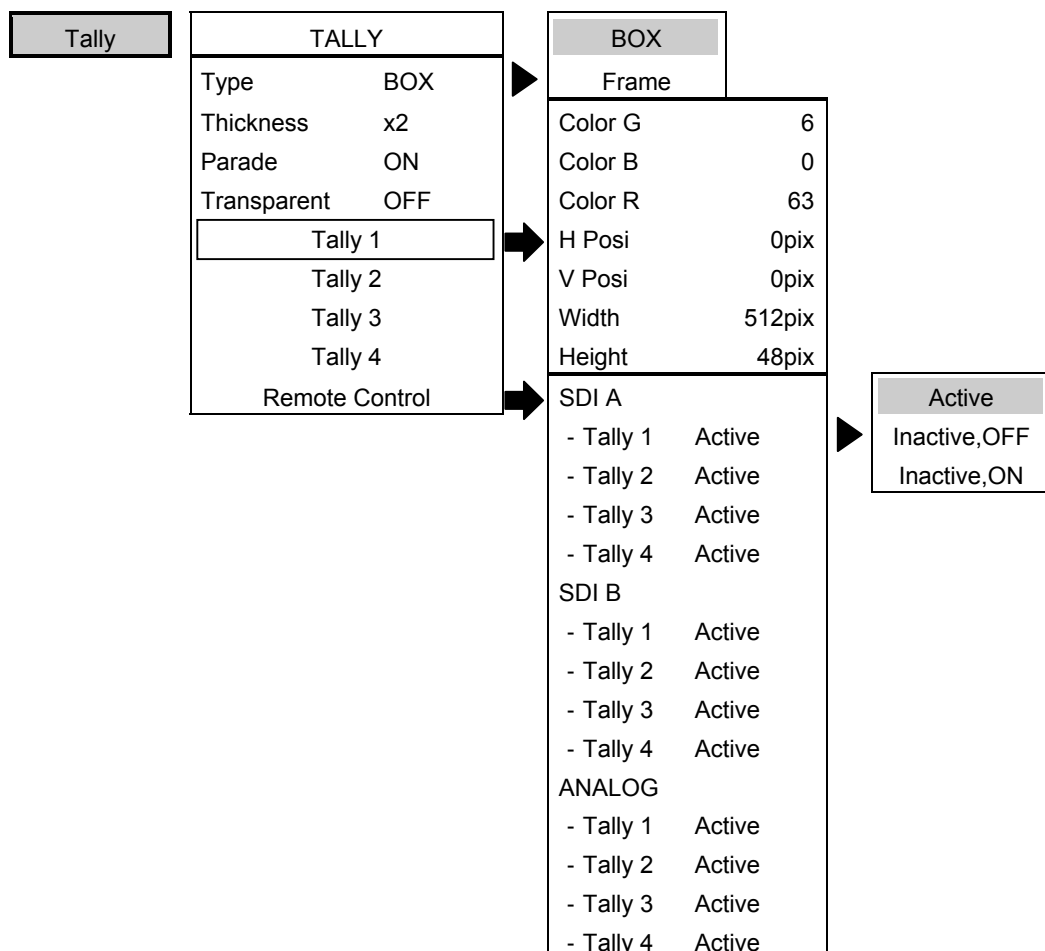 Tally
TALLY
Type BOX
Thickness x2
Parade ON
Transparent OFF
Tally 1
Tally 2
Tally 3
Tally 4
Remote Control
BOX
Frame
Color G 6
Color B 0
Color R 63
H Posi 0pix
V Posi 0pix
Width 512pix
Height 48pix
SDI A
- Tally 1 Active
- Tally 2 Active
- Tally 3 Active
- Tally 4 Active
SDI B
- Tally 1 Active
- Tally 2 Active
- Tally 3 Active
- Tally 4 Active
ANALOG
- Tally 1 Active
- Tally 2 Active
- Tally 3 Active
- Tally 4 Active
Active
Inactive,OFF
Inactive,ON